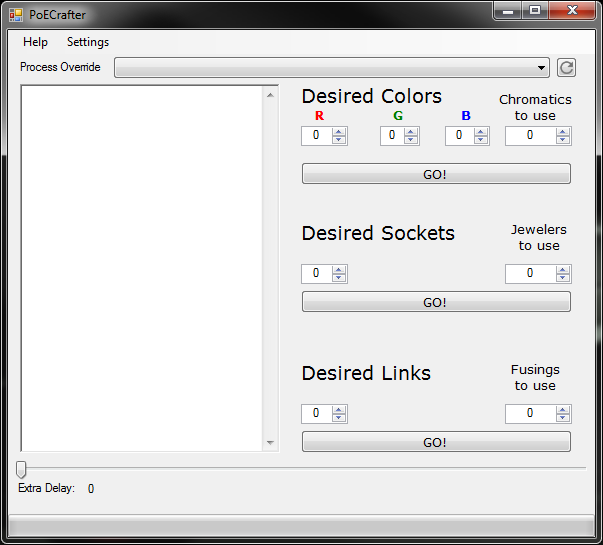 PoECrafter
Help Settings
Process Override
Desired Colors
Chromatics
to use
R G B
0 0 0 0
GO!
Desired Sockets
Jewelers
to use
0 0
GO!
Desired Links
Fusings
to use
0 0
GO!
Extra Delay: 0